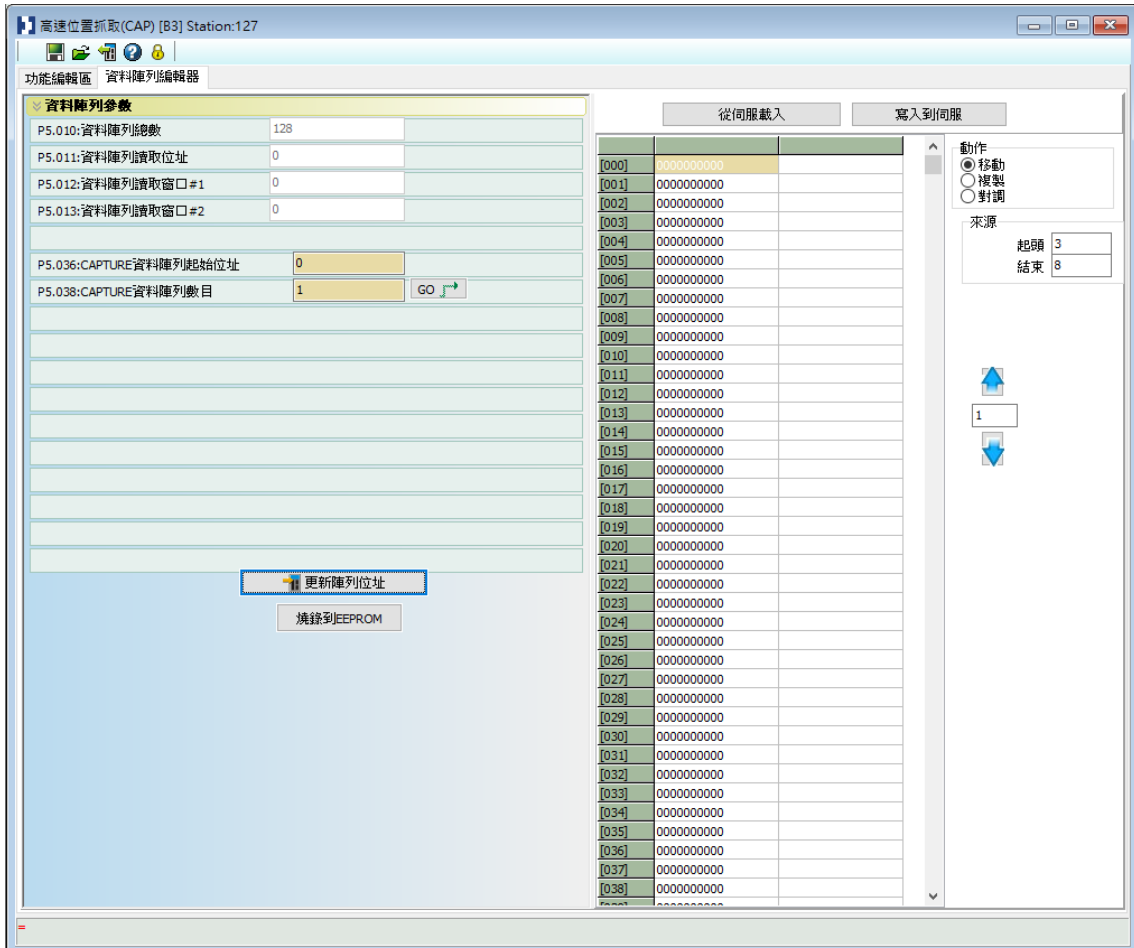 高速位置抓取(CAP) [B3] Station:127
功能編輯區 資料陣列編輯器
資料陣列參數
P5.010:資料陣列總數 128
P5.011:資料陣列讀取位址 0
P5.012:資料陣列讀取窗口#1 0
P5.013:資料陣列讀取窗口#2 0
P5.036:CAPTURE資料陣列起始位址 0
P5.038:CAPTURE資料陣列數目 1 GO
更新陣列位址
燒錄到EEPROM
從伺服載入 寫入到伺服
[000] 0000000000
[001] 0000000000
[002] 0000000000
[003] 0000000000
[004] 0000000000
[005] 0000000000
[006] 0000000000
[007] 0000000000
[008] 0000000000
[009] 0000000000
[010] 0000000000
[011] 0000000000
[012] 0000000000
[013] 0000000000
[014] 0000000000
[015] 0000000000
[016] 0000000000
[017] 0000000000
[018] 0000000000
[019] 0000000000
[020] 0000000000
[021] 0000000000
[022] 0000000000
[023] 0000000000
[024] 0000000000
[025] 0000000000
[026] 0000000000
[027] 0000000000
[028] 0000000000
[029] 0000000000
[030] 0000000000
[031] 0000000000
[032] 0000000000
[033] 0000000000
[034] 0000000000
[035] 0000000000
[036] 0000000000
[037] 0000000000
[038] 0000000000
動作
移動
複製
對調
來源
起頭 3
結束 8
1
=